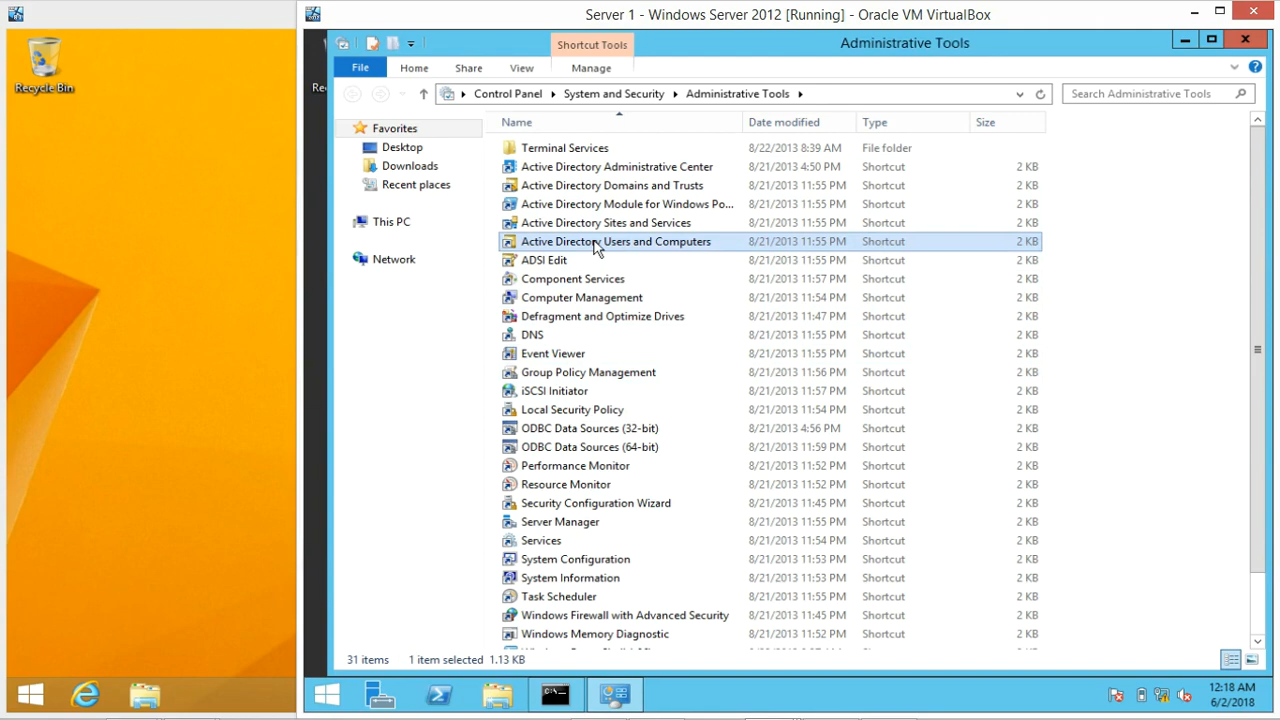 Server 1 - Windows Server 2012 [Running] - Oracle VM VirtualBox
Recycle Bin
Shortcut Tools
Administrative Tools
File Home Share View Manage
Control Panel System and Security Administrative Tools
Search Administrative Tools
Name Date modified Type Size
Favorites
Desktop
Downloads
Recent places
This PC
Network
Terminal Services 8/22/2013 8:39 AM File folder
Active Directory Administrative Center 8/21/2013 4:50 PM Shortcut 2 KB
Active Directory Domains and Trusts 8/21/2013 11:55 PM Shortcut 2 KB
Active Directory Module for Windows Po... 8/21/2013 11:55 PM Shortcut 2 KB
Active Directory Sites and Services 8/21/2013 11:55 PM Shortcut 2 KB
Active Directory Users and Computers 8/21/2013 11:55 PM Shortcut 2 KB
ADSI Edit 8/21/2013 11:55 PM Shortcut 2 KB
Component Services 8/21/2013 11:57 PM Shortcut 2 KB
Computer Management 8/21/2013 11:54 PM Shortcut 2 KB
Defragment and Optimize Drives 8/21/2013 11:47 PM Shortcut 2 KB
DNS 8/21/2013 11:55 PM Shortcut 2 KB
Event Viewer 8/21/2013 11:55 PM Shortcut 2 KB
Group Policy Management 8/21/2013 11:56 PM Shortcut 2 KB
iSCSI Initiator 8/21/2013 11:57 PM Shortcut 2 KB
Local Security Policy 8/21/2013 11:54 PM Shortcut 2 KB
ODBC Data Sources (32-bit) 8/21/2013 4:56 PM Shortcut 2 KB
ODBC Data Sources (64-bit) 8/21/2013 11:59 PM Shortcut 2 KB
Performance Monitor 8/21/2013 11:52 PM Shortcut 2 KB
Resource Monitor 8/21/2013 11:52 PM Shortcut 2 KB
Security Configuration Wizard 8/21/2013 11:45 PM Shortcut 2 KB
Server Manager 8/21/2013 11:55 PM Shortcut 2 KB
Services 8/21/2013 11:54 PM Shortcut 2 KB
System Configuration 8/21/2013 11:53 PM Shortcut 2 KB
System Information 8/21/2013 11:53 PM Shortcut 2 KB
Task Scheduler 8/21/2013 11:55 PM Shortcut 2 KB
Windows Firewall with Advanced Security 8/21/2013 11:45 PM Shortcut 2 KB
Windows Memory Diagnostic 8/21/2013 11:52 PM Shortcut 2 KB
31 items 1 item selected 1.13 KB
12:18 AM
6/2/2018